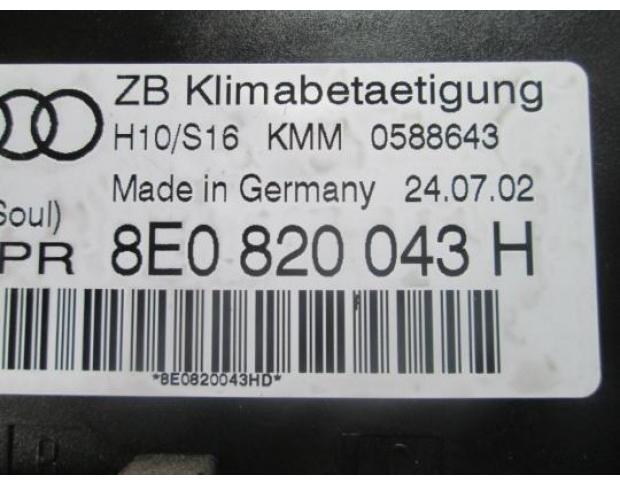 ZB Klimabetaetigung
H10/S16 KMM 0588643
Made in Germany 24.07.02
Soul)
PR 8E0 820 043 H
*8E0820043HD*